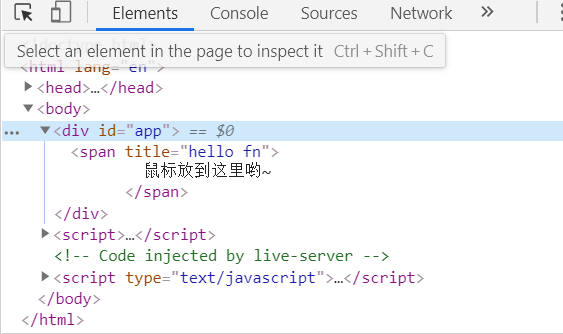 Elements Console Sources Network »
Select an element in the page to inspect it Ctrl + Shift + C
<html lang="en">
<head>…</head>
<body>
… <div id="app"> == $0
<span title="hello fn">
鼠标放到这里哟~
</span>
</div>
<script>…</script>
<!-- Code injected by live-server -->
<script type="text/javascript">…</script>
</body>
</html>